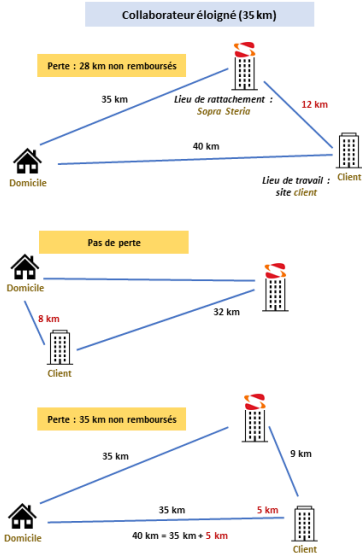 Collaborateur éloigné (35 km)
Perte : 28 km non remboursés
35 km
Lieu de rattachement :
Sopra Steria
12 km
40 km
Domicile
Client
Lieu de travail :
site client
Pas de perte
Domicile
8 km
32 km
Client
Perte : 35 km non remboursés
35 km
9 km
35 km
5 km
Domicile
40 km = 35 km + 5 km
Client